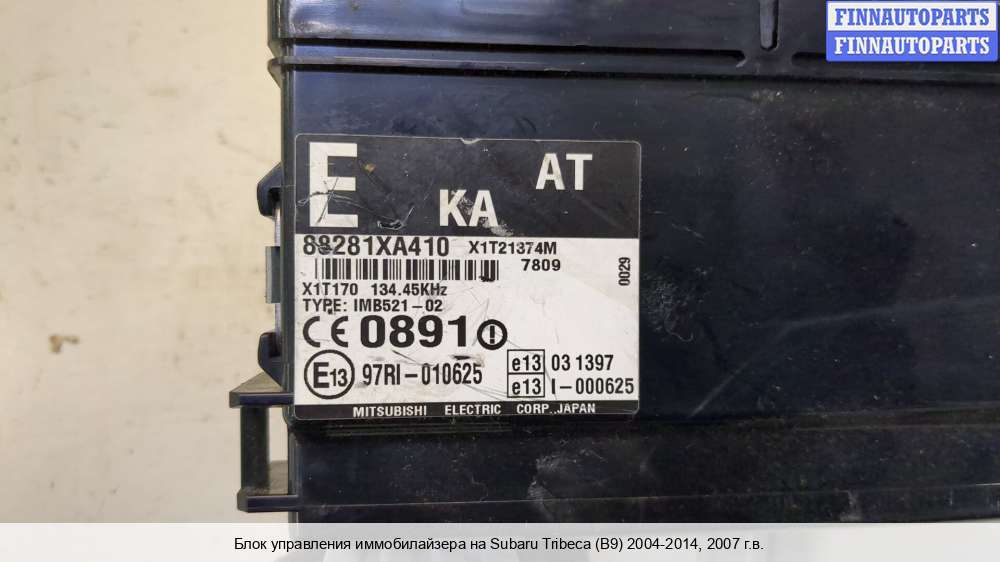 FINNAUTOPARTS
FINNAUTOPARTS
E KA AT
88281XA410 X1T21374M
7809
0029
X1T170 134.45KHz
TYPE: IMB521-02
CE 0891
E13 97RI-010625
e13 03 1397
e13 I-000625
MITSUBISHI ELECTRIC CORP. JAPAN
Блок управления иммобилайзера на Subaru Tribeca (B9) 2004-2014, 2007 г.в.